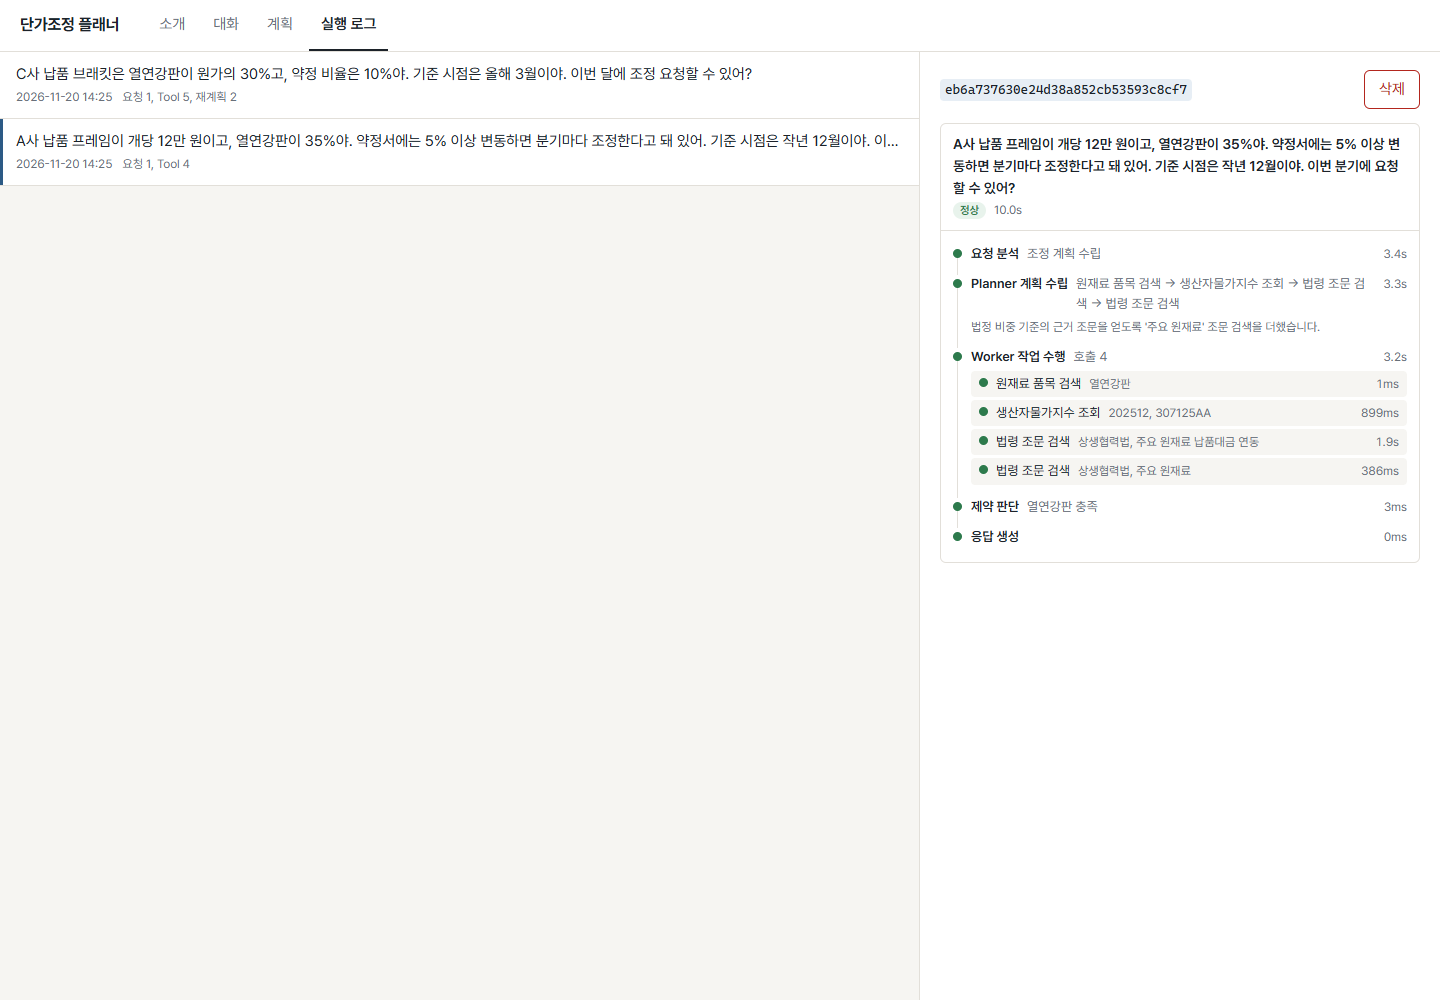 단가조정 플래너
소개
대화
계획
실행 로그
C사 납품 브래킷은 열연강판이 원가의 30%고, 약정 비율은 10%야. 기준 시점은 올해 3월이야. 이번 달에 조정 요청할 수 있어?
2026-11-20 14:25 요청 1, Tool 5, 재계획 2
A사 납품 프레임이 개당 12만 원이고, 열연강판이 35%야. 약정서에는 5% 이상 변동하면 분기마다 조정한다고 돼 있어. 기준 시점은 작년 12월이야. 이...
2026-11-20 14:25 요청 1, Tool 4
eb6a737630e24d38a852cb53593c8cf7
삭제
A사 납품 프레임이 개당 12만 원이고, 열연강판이 35%야. 약정서에는 5% 이상 변
동하면 분기마다 조정한다고 돼 있어. 기준 시점은 작년 12월이야. 이번 분기에 요청
할 수 있어?
정상 10.0s
요청 분석 조정 계획 수립 3.4s
Planner 계획 수립 원재료 품목 검색 → 생산자물가지수 조회 → 법령 조문 검 3.3s
색 → 법령 조문 검색
법정 비중 기준의 근거 조문을 얻도록 '주요 원재료' 조문 검색을 더했습니다.
Worker 작업 수행 호출 4 3.2s
원재료 품목 검색 열연강판 1ms
생산자물가지수 조회 202512, 307125AA 899ms
법령 조문 검색 상생협력법, 주요 원재료 납품대금 연동 1.9s
법령 조문 검색 상생협력법, 주요 원재료 386ms
제약 판단 열연강판 충족 3ms
응답 생성 0ms